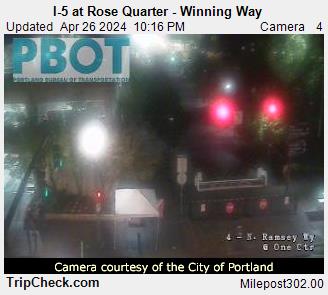 I-5 at Rose Quarter - Winning Way
Updated Apr 26 2024 10:16 PM Camera 4
PBOT
PORTLAND BUREAU OF TRANSPORTATION
4 - N. Ramsey Wy
@ One Ctr
Camera courtesy of the City of Portland
TripCheck.com Milepost302.00